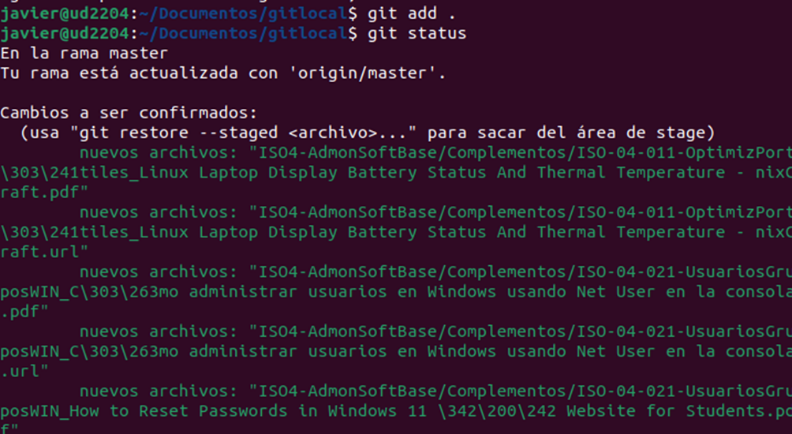 javier@ud2204:~/Documentos/gitlocal$ git add .
javier@ud2204:~/Documentos/gitlocal$ git status
En la rama master
Tu rama está actualizada con 'origin/master'.
Cambios a ser confirmados:
(usa "git restore --staged <archivo>..." para sacar del área de stage)
nuevos archivos: "ISO4-AdmonSoftBase/Complementos/ISO-04-011-OptimizPort
\303\241tiles_Linux Laptop Display Battery Status And Thermal Temperature - nixC
raft.pdf"
nuevos archivos: "ISO4-AdmonSoftBase/Complementos/ISO-04-011-OptimizPort
\303\241tiles_Linux Laptop Display Battery Status And Thermal Temperature - nixC
raft.url"
nuevos archivos: "ISO4-AdmonSoftBase/Complementos/ISO-04-021-UsuariosGru
posWIN_C\303\263mo administrar usuarios en Windows usando Net User en la consola
.pdf"
nuevos archivos: "ISO4-AdmonSoftBase/Complementos/ISO-04-021-UsuariosGru
posWIN_C\303\263mo administrar usuarios en Windows usando Net User en la consola
.url"
nuevos archivos: "ISO4-AdmonSoftBase/Complementos/ISO-04-021-UsuariosGru
posWIN_How to Reset Passwords in Windows 11 \342\200\242 Website for Students.pd
f"